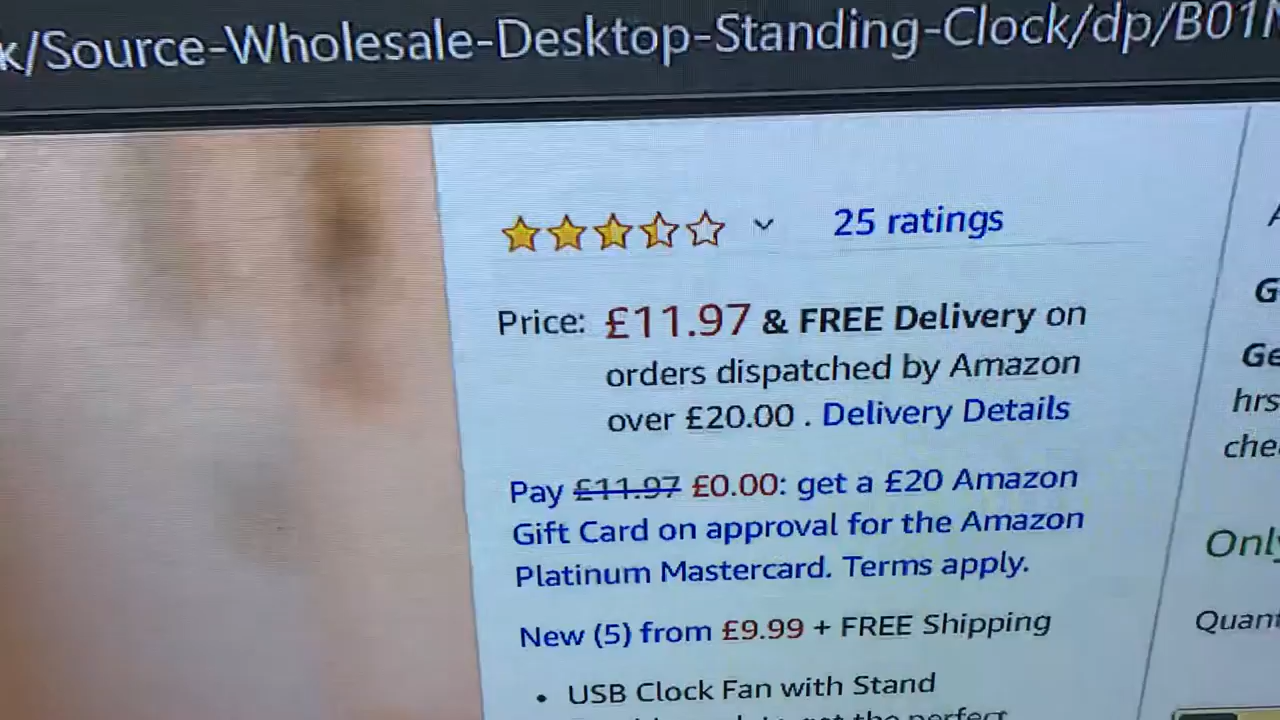 k/Source-Wholesale-Desktop-Standing-Clock/dp/B01
25 ratings
Price: £11.97 & FREE Delivery on
orders dispatched by Amazon
over £20.00 . Delivery Details
Pay £11.97 £0.00: get a £20 Amazon
Gift Card on approval for the Amazon
Platinum Mastercard. Terms apply.
New (5) from £9.99 + FREE Shipping
• USB Clock Fan with Stand
the perfect
hrs
Only